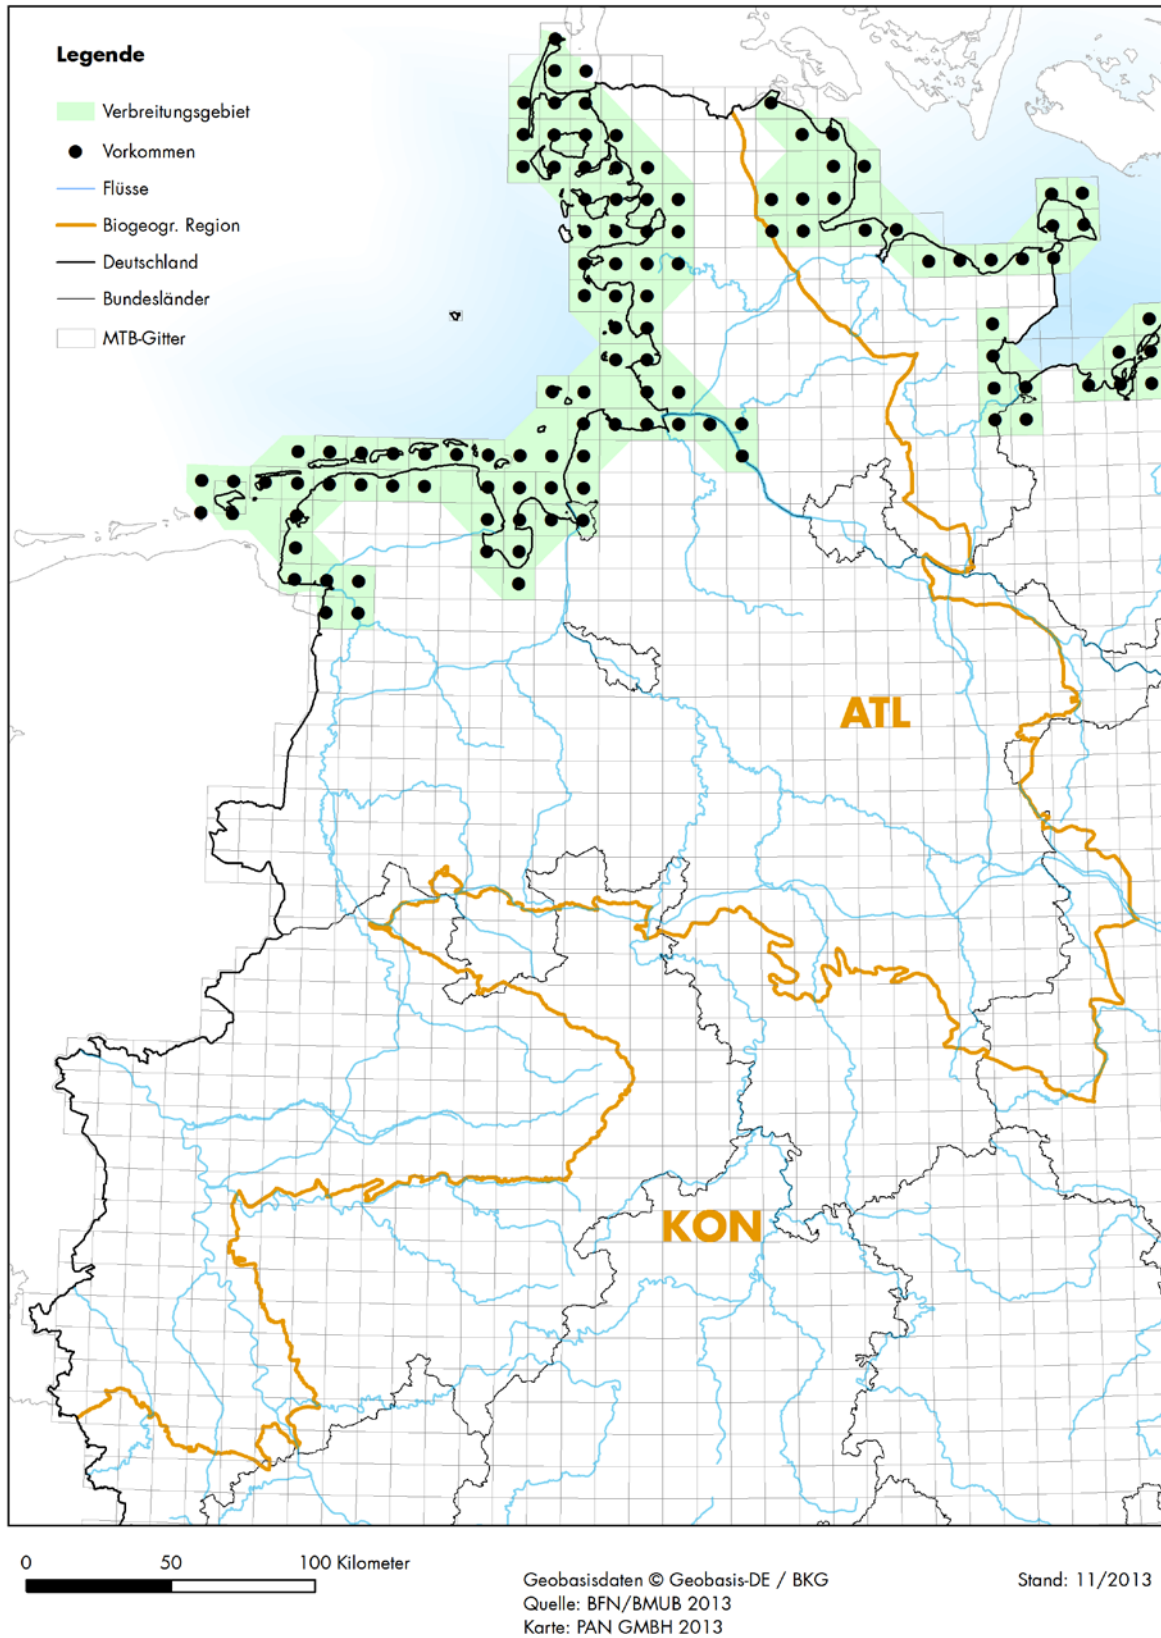 Legende
Verbreitungsgebiet
Vorkommen
Flüsse
Biogeogr. Region
Deutschland
Bundesländer
MTB-Gitter
ATL
KON
0 50 100 Kilometer
Geobasisdaten © Geobasis-DE / BKG
Quelle: BFN/BMUB 2013
Karte: PAN GMBH 2013
Stand: 11/2013